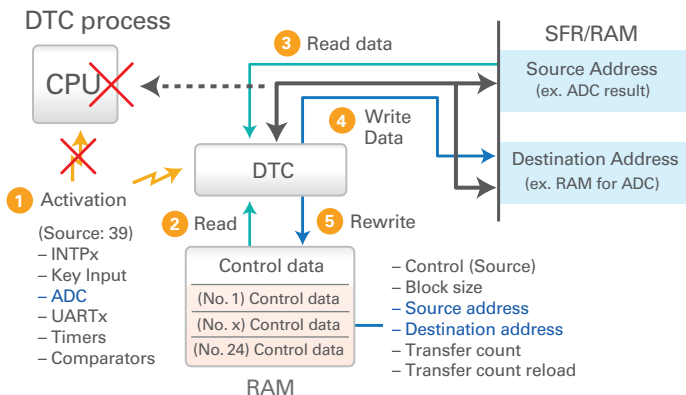 DTC process
CPU
3 Read data
SFR/RAM
Source Address
(ex. ADC result)
4 Write
Data
Destination Address
(ex. RAM for ADC)
DTC
1 Activation
(Source: 39)
– INTPx
– Key Input
– ADC
– UARTx
– Timers
– Comparators
2 Read
5 Rewrite
Control data
(No. 1) Control data
(No. x) Control data
(No. 24) Control data
RAM
– Control (Source)
– Block size
– Source address
– Destination address
– Transfer count
– Transfer count reload